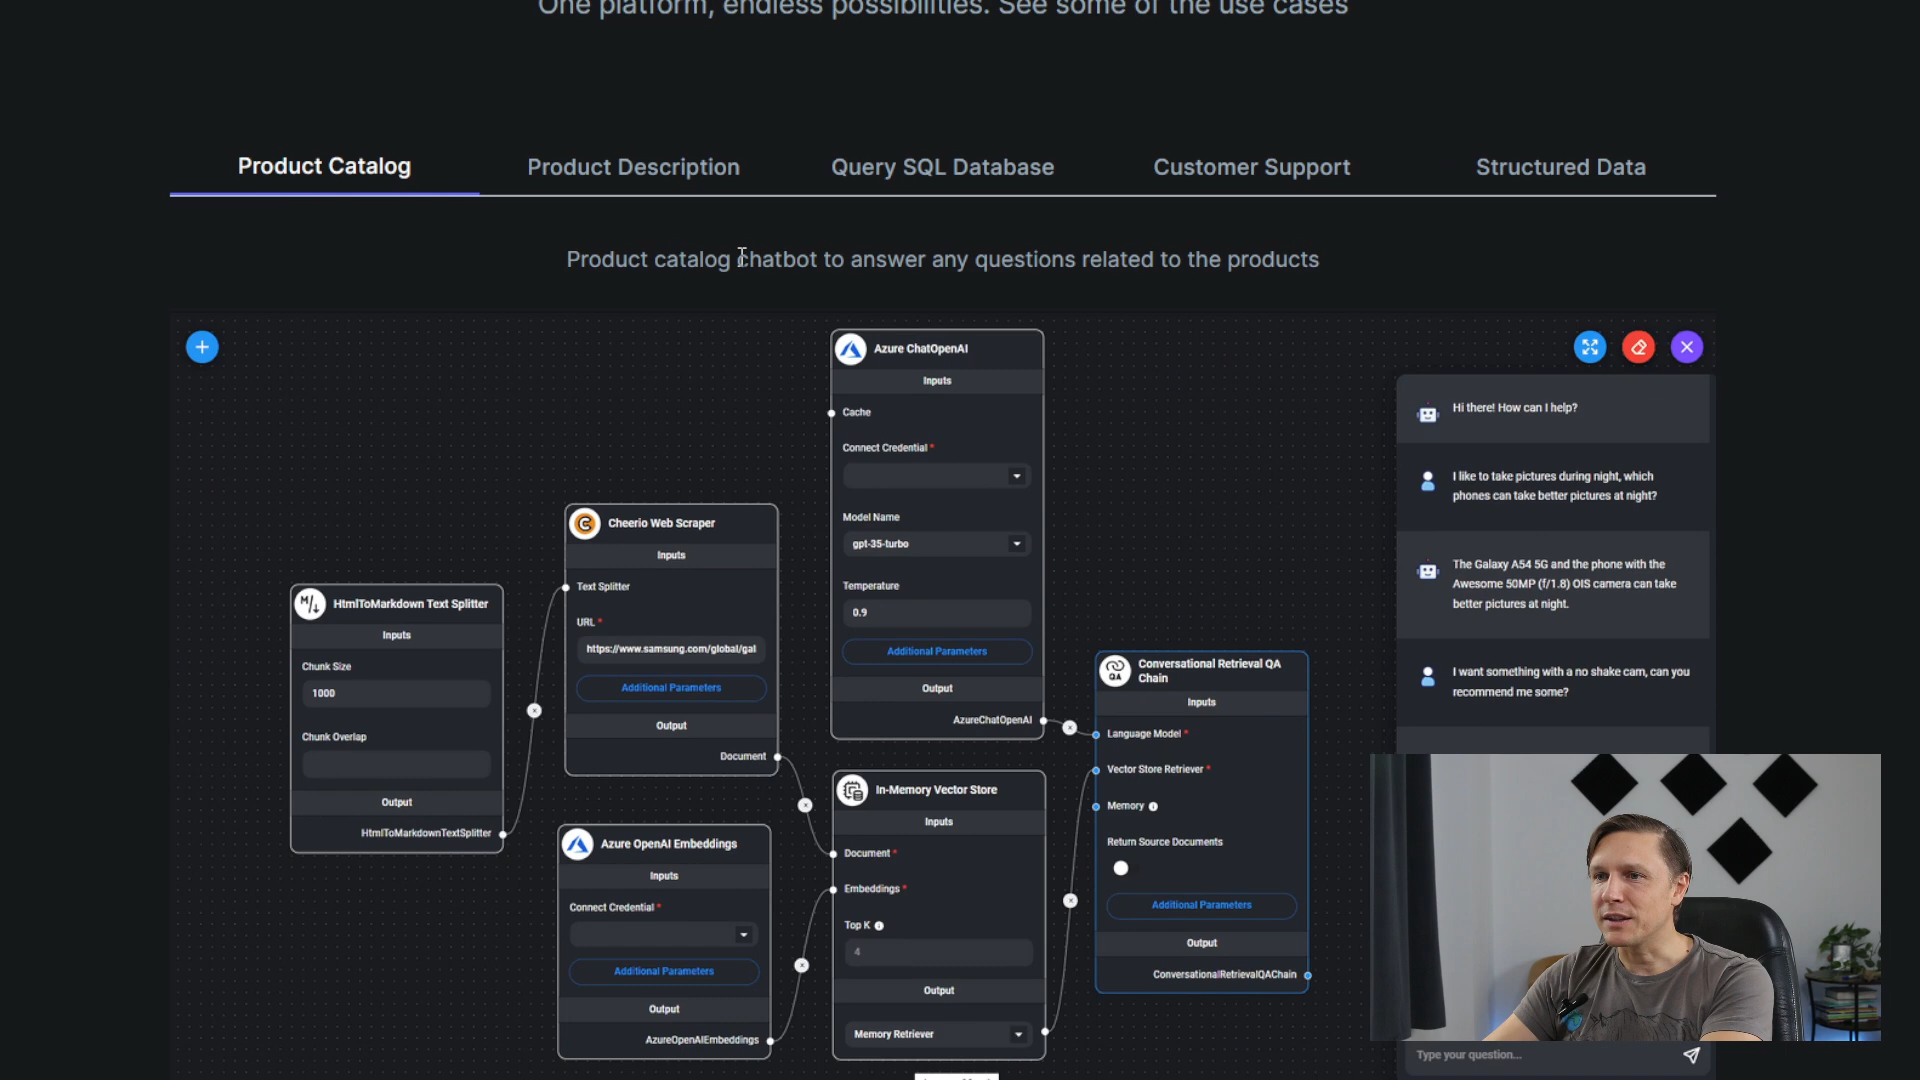 One platform, endless possibilities. See some of the use cases
Product Catalog
Product Description
Query SQL Database
Customer Support
Structured Data
Product catalog chatbot to answer any questions related to the products
HtmlToMarkdown Text Splitter
Inputs
Chunk Size
1000
Chunk Overlap
Output
HtmlToMarkdownTextSplitter
Cheerio Web Scraper
Inputs
Text Splitter
URL *
https://www.samsung.com/global/gal
Additional Parameters
Output
Document
Azure OpenAI Embeddings
Inputs
Connect Credential *
Additional Parameters
Output
AzureOpenAIEmbeddings
Azure ChatOpenAI
Inputs
Cache
Connect Credential *
Model Name
gpt-35-turbo
Temperature
0.9
Additional Parameters
Output
AzureChatOpenAI
In-Memory Vector Store
Inputs
Document *
Embeddings *
Top K
4
Output
Memory Retriever
QA
Conversational Retrieval QA
Chain
Inputs
Language Model *
Vector Store Retriever *
Memory
Return Source Documents
Additional Parameters
Output
ConversationalRetrievalQAChain
Hi there! How can I help?
I like to take pictures during night, which
phones can take better pictures at night?
The Galaxy A54 5G and the phone with the
Awesome 50MP (f/1.8) OIS camera can take
better pictures at night.
I want something with a no shake cam, can you
recommend me some?
Type your question...